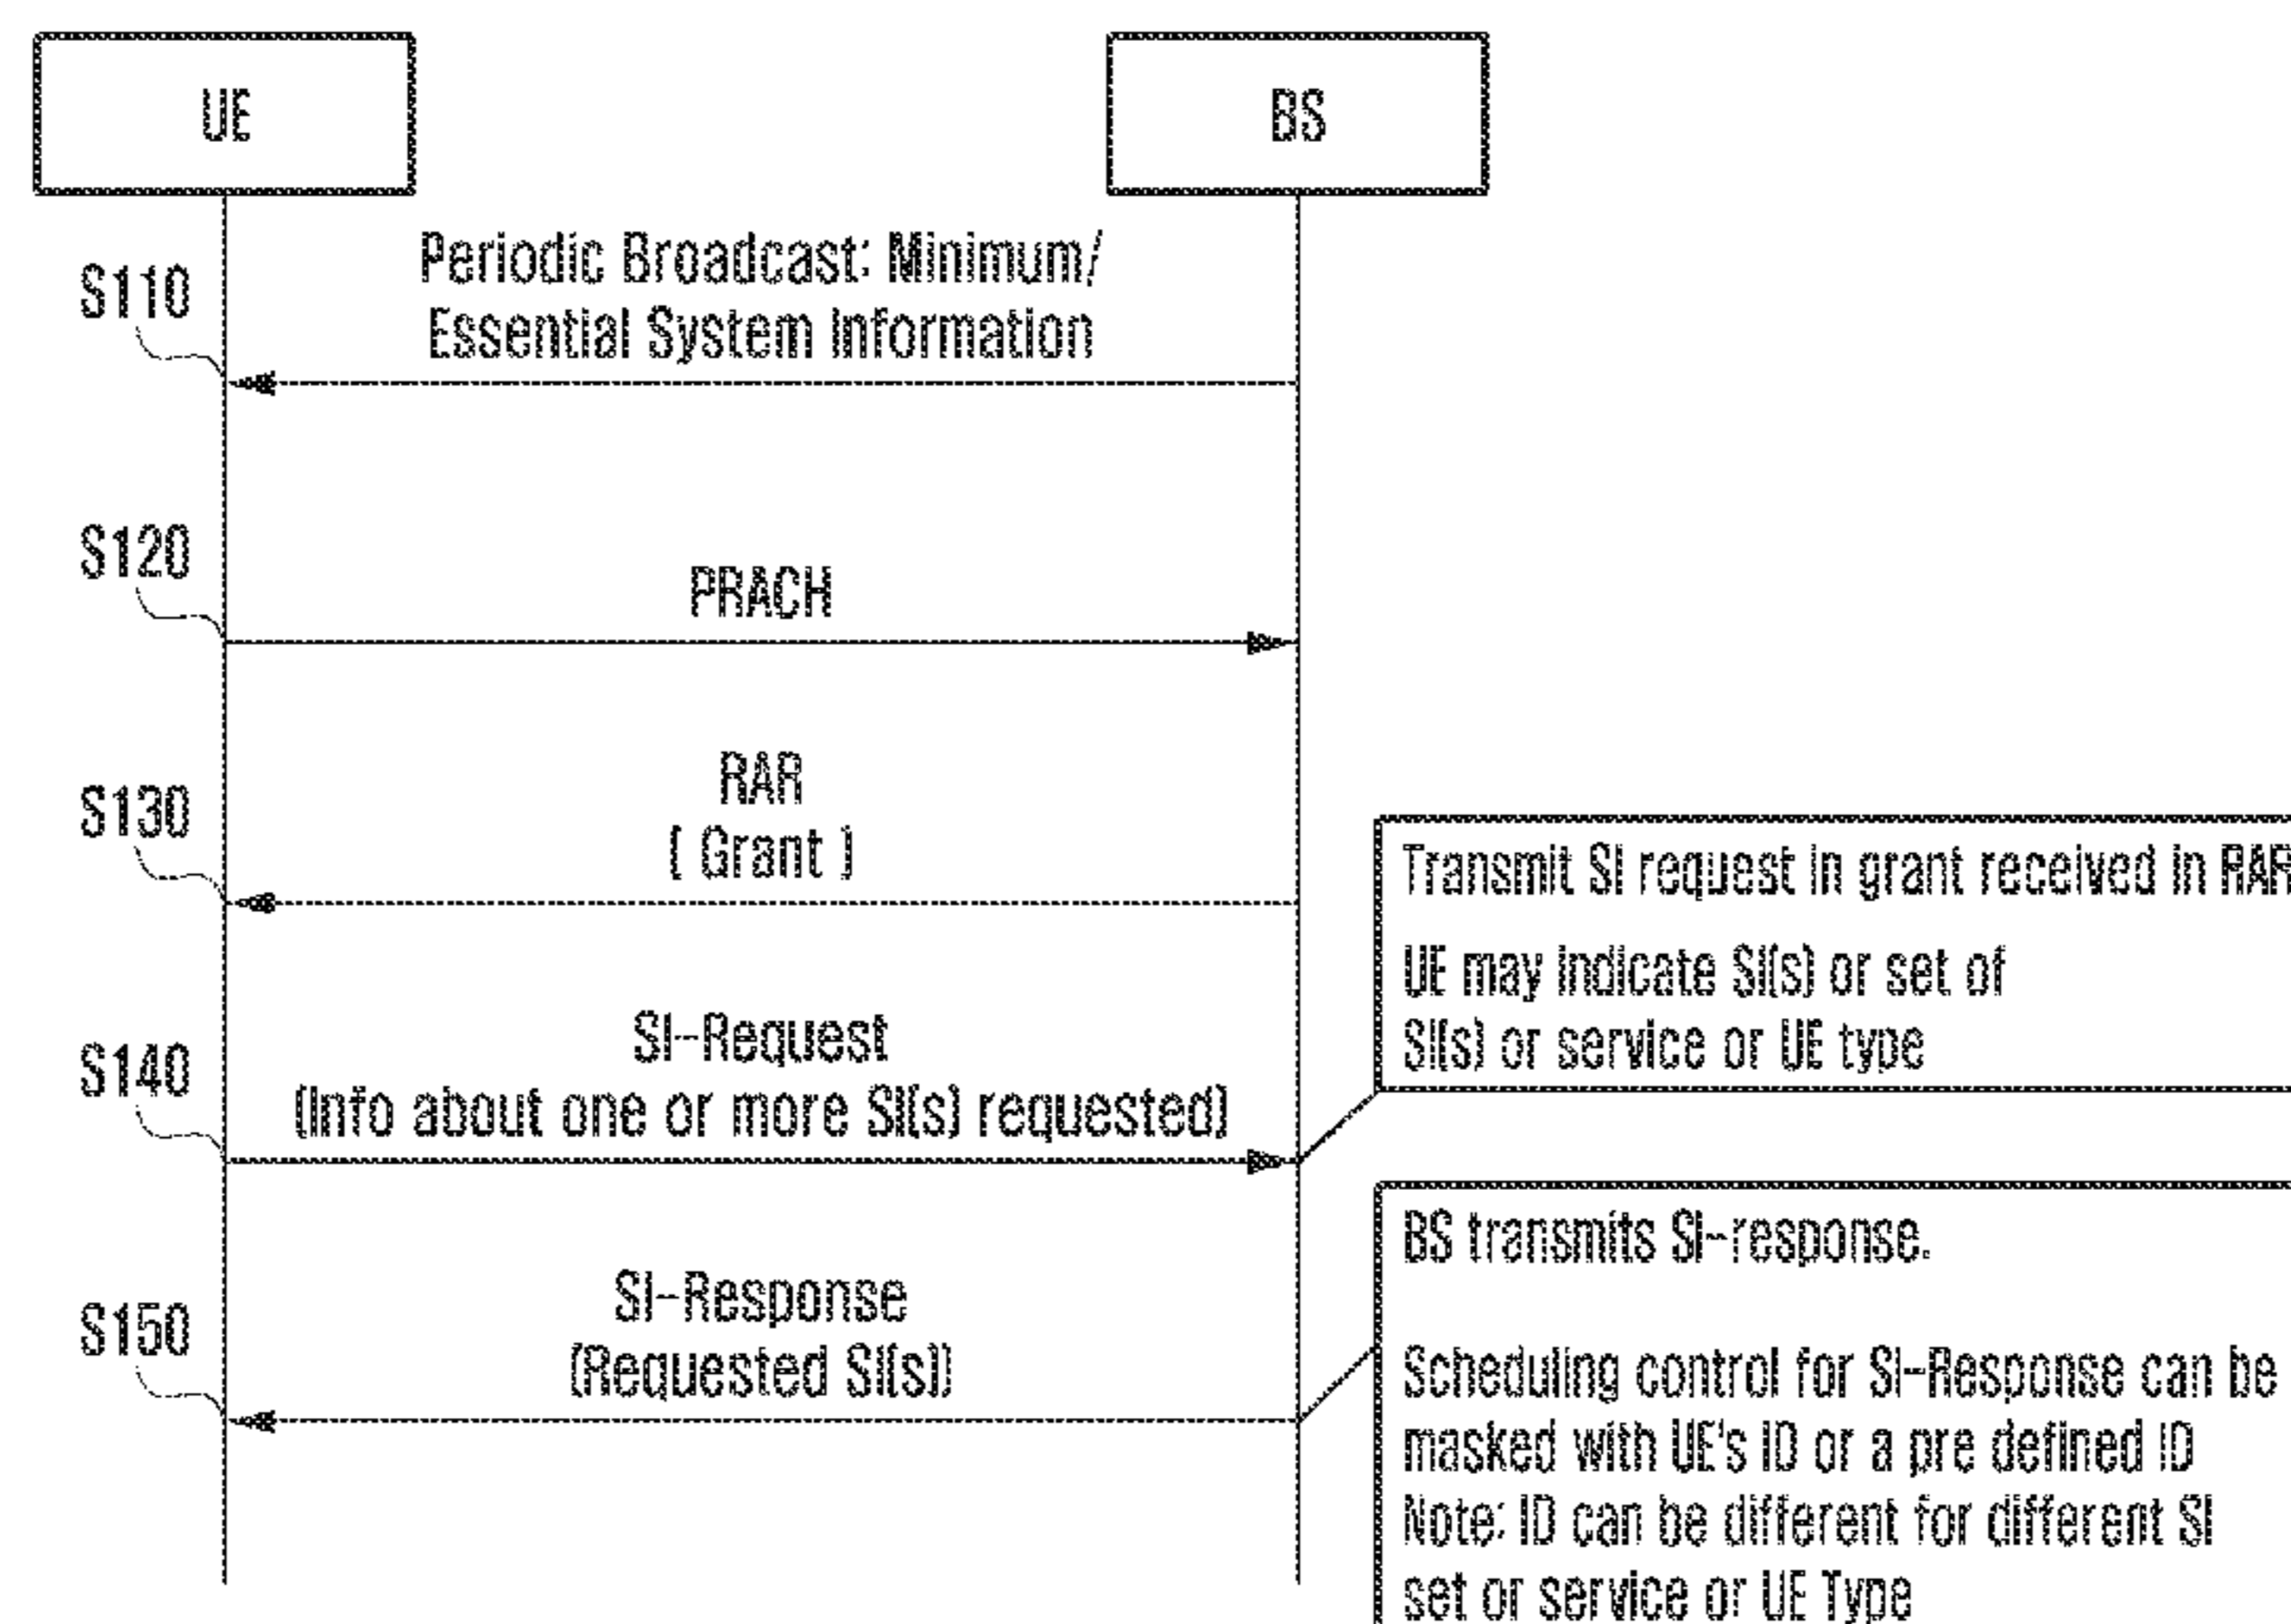 UE
BS
Periodic Broadcast: Minimum/
Essential System Information
S110
S120
PRACH
RAR
( Grant )
S130
Transmit SI request in grant received in RAR
UE may indicate SI(s) or set of
SI(s) or service or UE type
SI-Request
(Info about one or more SI(s) requested)
S140
BS transmits SI-response.
SI-Response
(Requested SI(s))
S150
Scheduling control for SI-Response can be
masked with UE's ID or a pre defined ID
Note: ID can be different for different SI
set or service or UE Type